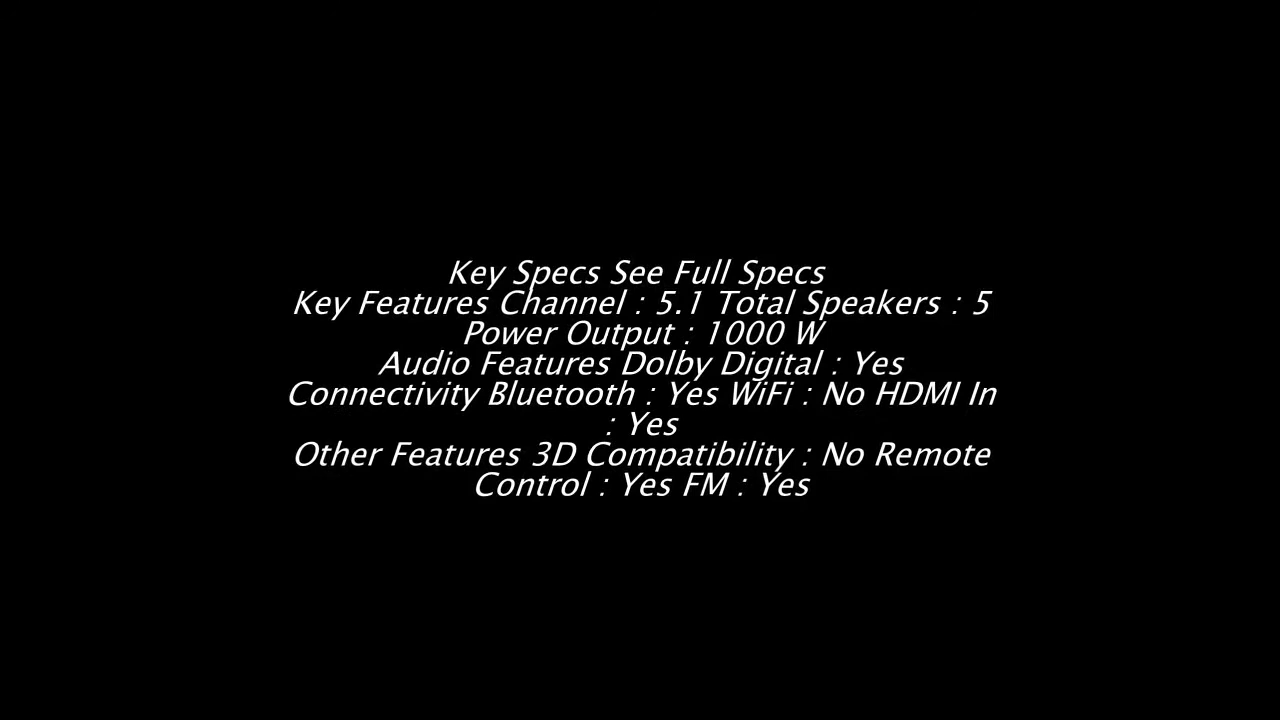 Key Specs See Full Specs
Key Features Channel : 5.1 Total Speakers : 5
Power Output : 1000 W
Audio Features Dolby Digital : Yes
Connectivity Bluetooth : Yes WiFi : No HDMI In
: Yes
Other Features 3D Compatibility : No Remote
Control : Yes FM : Yes